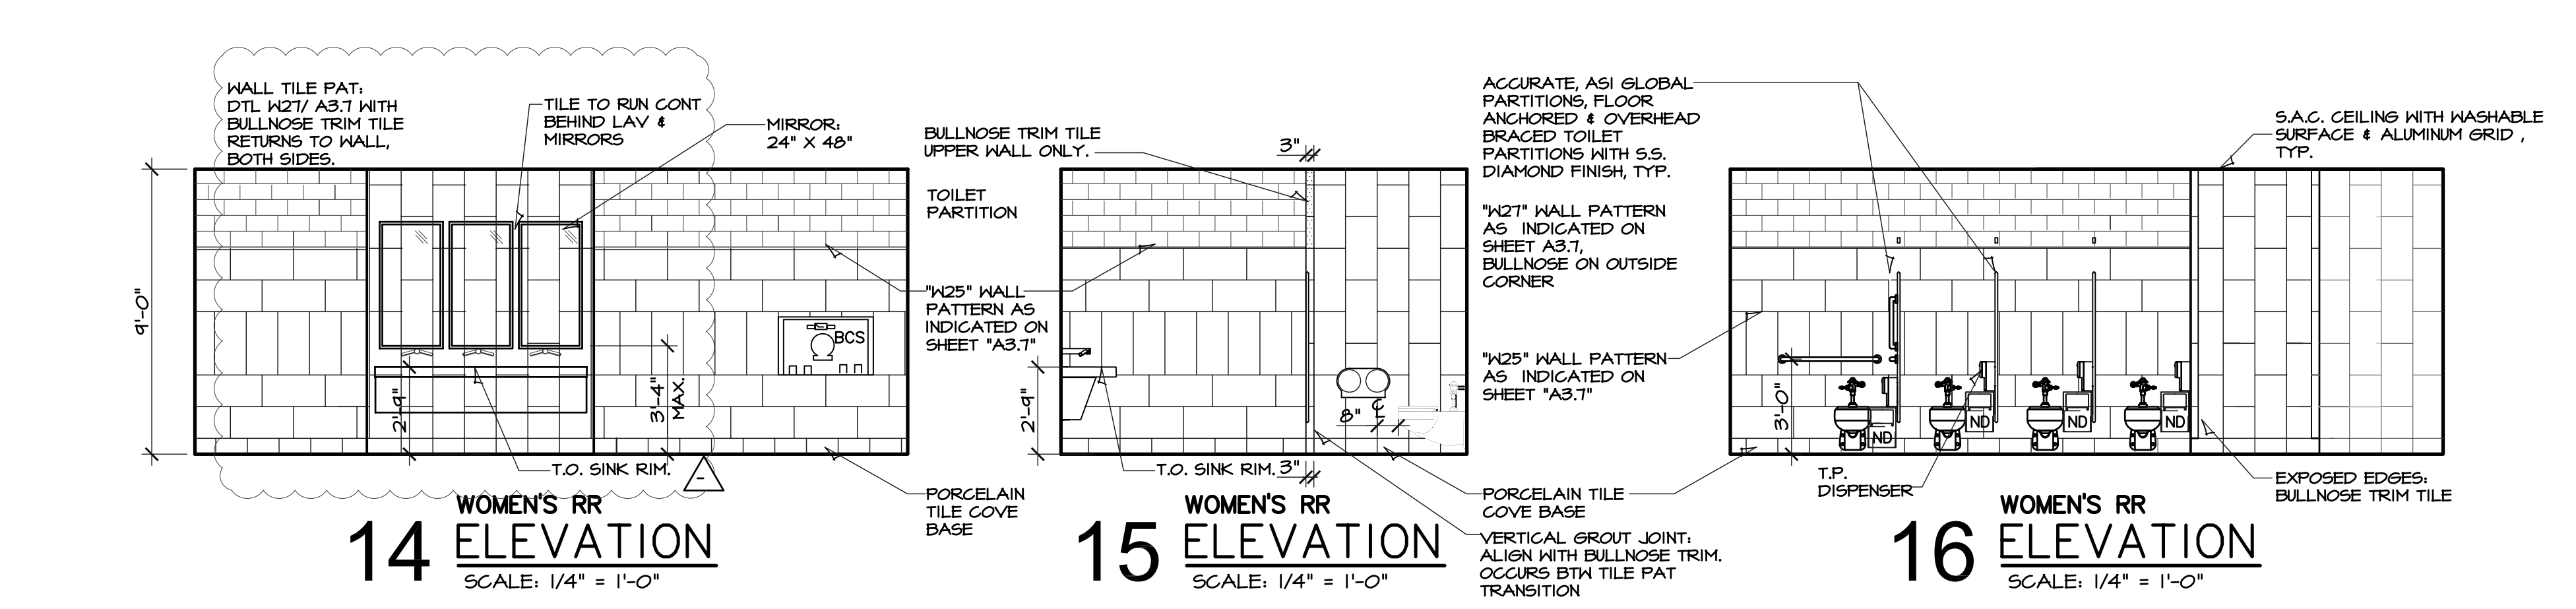 WALL TILE PAT:
DTL W27/ A3.7 WITH
BULLNOSE TRIM TILE
RETURNS TO WALL,
BOTH SIDES.
TILE TO RUN CONT
BEHIND LAV &
MIRRORS
MIRROR:
24" X 48"
9'-0"
BCS
2'-9"
3'-4"
MAX.
T.O. SINK RIM.
-
"W25" WALL
PATTERN AS
INDICATED ON
SHEET "A3.7"
PORCELAIN
TILE COVE
BASE
14
WOMEN'S RR
ELEVATION
SCALE: 1/4" = 1'-0"
BULLNOSE TRIM TILE
UPPER WALL ONLY.
TOILET
PARTITION
3"
2'-9"
8"
T.O. SINK RIM.
3"
PORCELAIN TILE
COVE BASE
VERTICAL GROUT JOINT:
ALIGN WITH BULLNOSE TRIM.
OCCURS BTW TILE PAT
TRANSITION
15
WOMEN'S RR
ELEVATION
SCALE: 1/4" = 1'-0"
ACCURATE, ASI GLOBAL
PARTITIONS, FLOOR
ANCHORED & OVERHEAD
BRACED TOILET
PARTITIONS WITH S.S.
DIAMOND FINISH, TYP.
"W27" WALL PATTERN
AS INDICATED ON
SHEET A3.7,
BULLNOSE ON OUTSIDE
CORNER
"W25" WALL PATTERN
AS INDICATED ON
SHEET "A3.7"
S.A.C. CEILING WITH WASHABLE
SURFACE & ALUMINUM GRID ,
TYP.
3'-0"
ND
ND
ND
ND
T.P.
DISPENSER
EXPOSED EDGES:
BULLNOSE TRIM TILE
16
WOMEN'S RR
ELEVATION
SCALE: 1/4" = 1'-0"